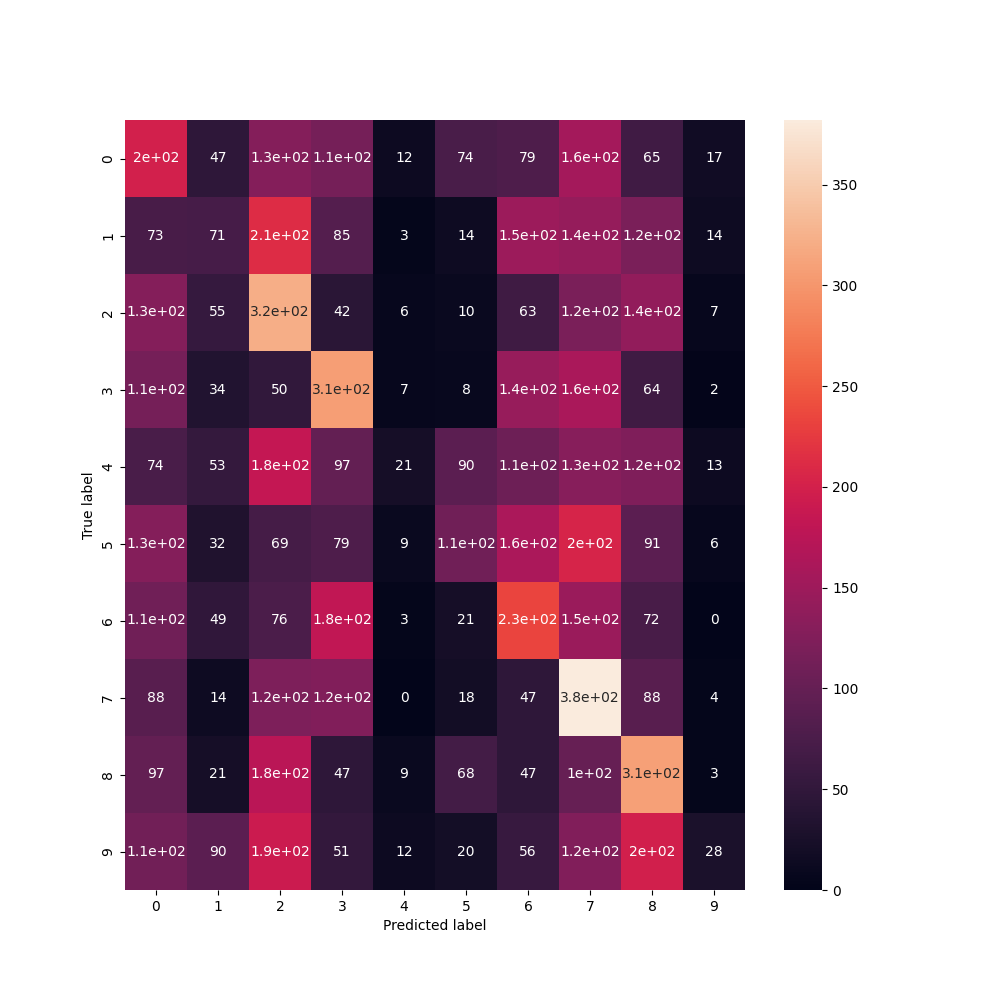 0 2e+02 47 1.3e+02 1.1e+02 12 74 79 1.6e+02 65 17
1 73 71 2.1e+02 85 3 14 1.5e+02 1.4e+02 1.2e+02 14
2 1.3e+02 55 3.2e+02 42 6 10 63 1.2e+02 1.4e+02 7
3 1.1e+02 34 50 3.1e+02 7 8 1.4e+02 1.6e+02 64 2
4 74 53 1.8e+02 97 21 90 1.1e+02 1.3e+02 1.2e+02 13
5 1.3e+02 32 69 79 9 1.1e+02 1.6e+02 2e+02 91 6
6 1.1e+02 49 76 1.8e+02 3 21 2.3e+02 1.5e+02 72 0
7 88 14 1.2e+02 1.2e+02 0 18 47 3.8e+02 88 4
8 97 21 1.8e+02 47 9 68 47 1e+02 3.1e+02 3
9 1.1e+02 90 1.9e+02 51 12 20 56 1.2e+02 2e+02 28
0 1 2 3 4 5 6 7 8 9
Predicted label
True label
350
300
250
200
150
100
50
0